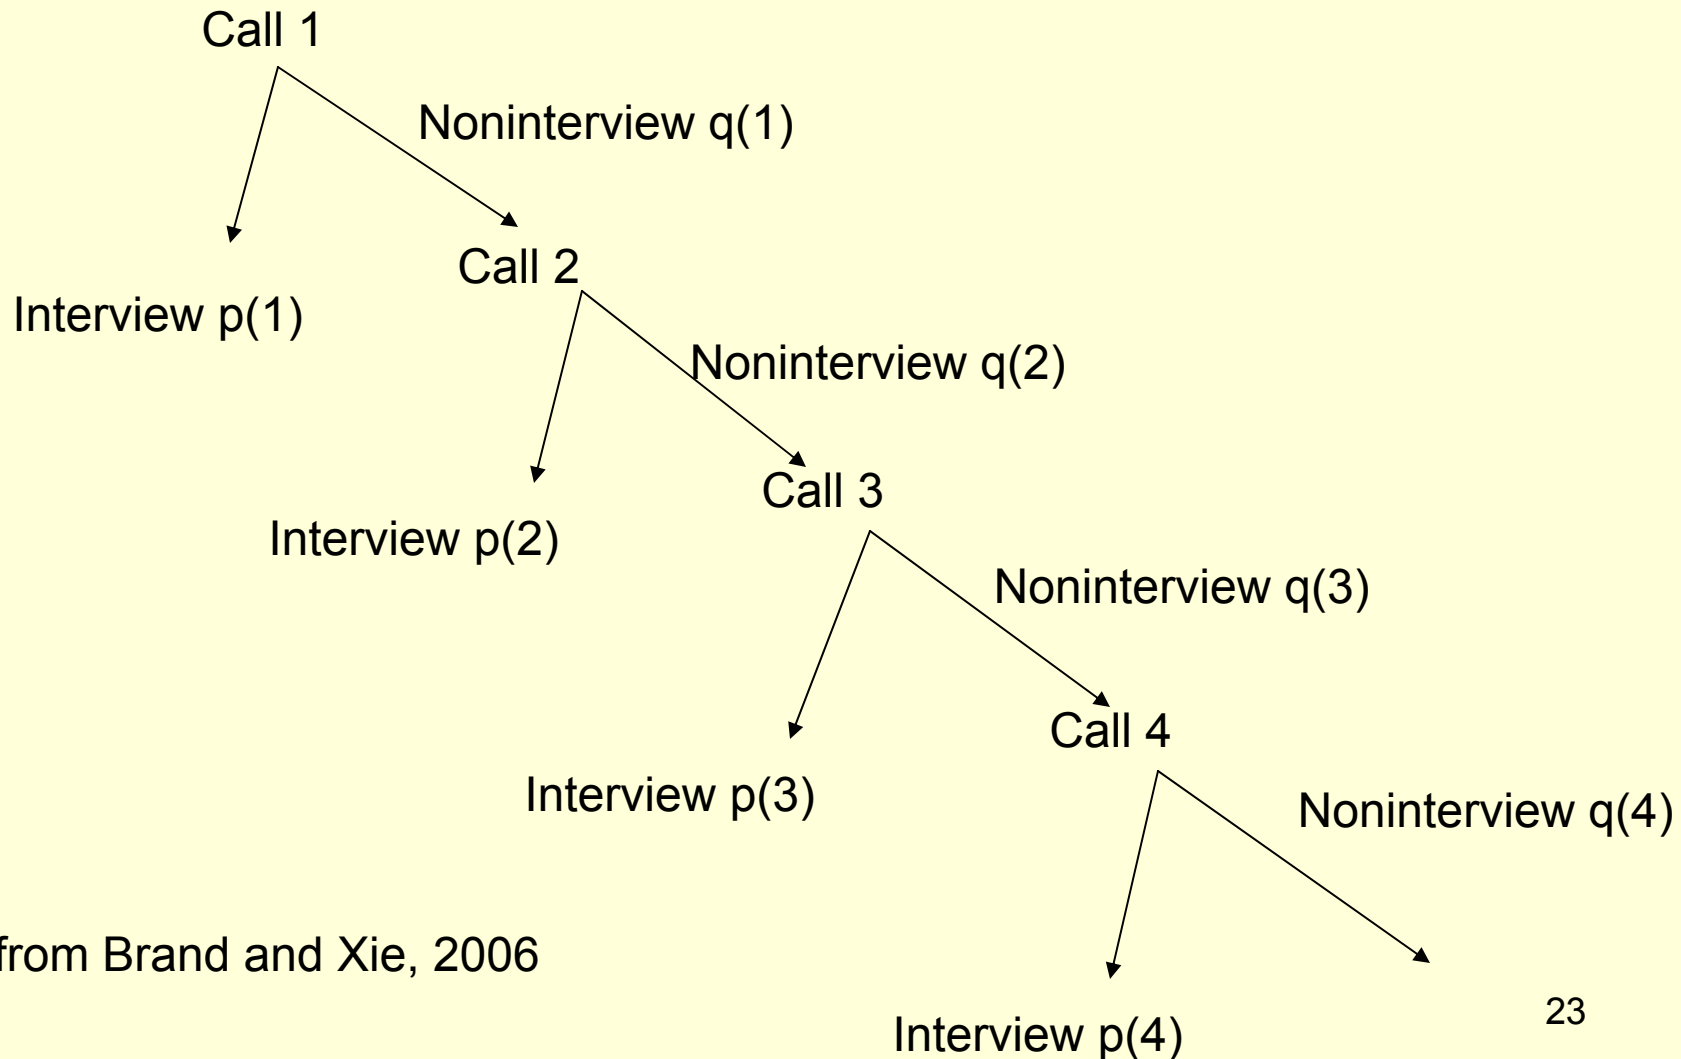 Call 1
Noninterview q(1)
Call 2
Interview p(1)
Noninterview q(2)
Call 3
Interview p(2)
Noninterview q(3)
Call 4
Interview p(3)
Noninterview q(4)
from Brand and Xie, 2006
23
Interview p(4)